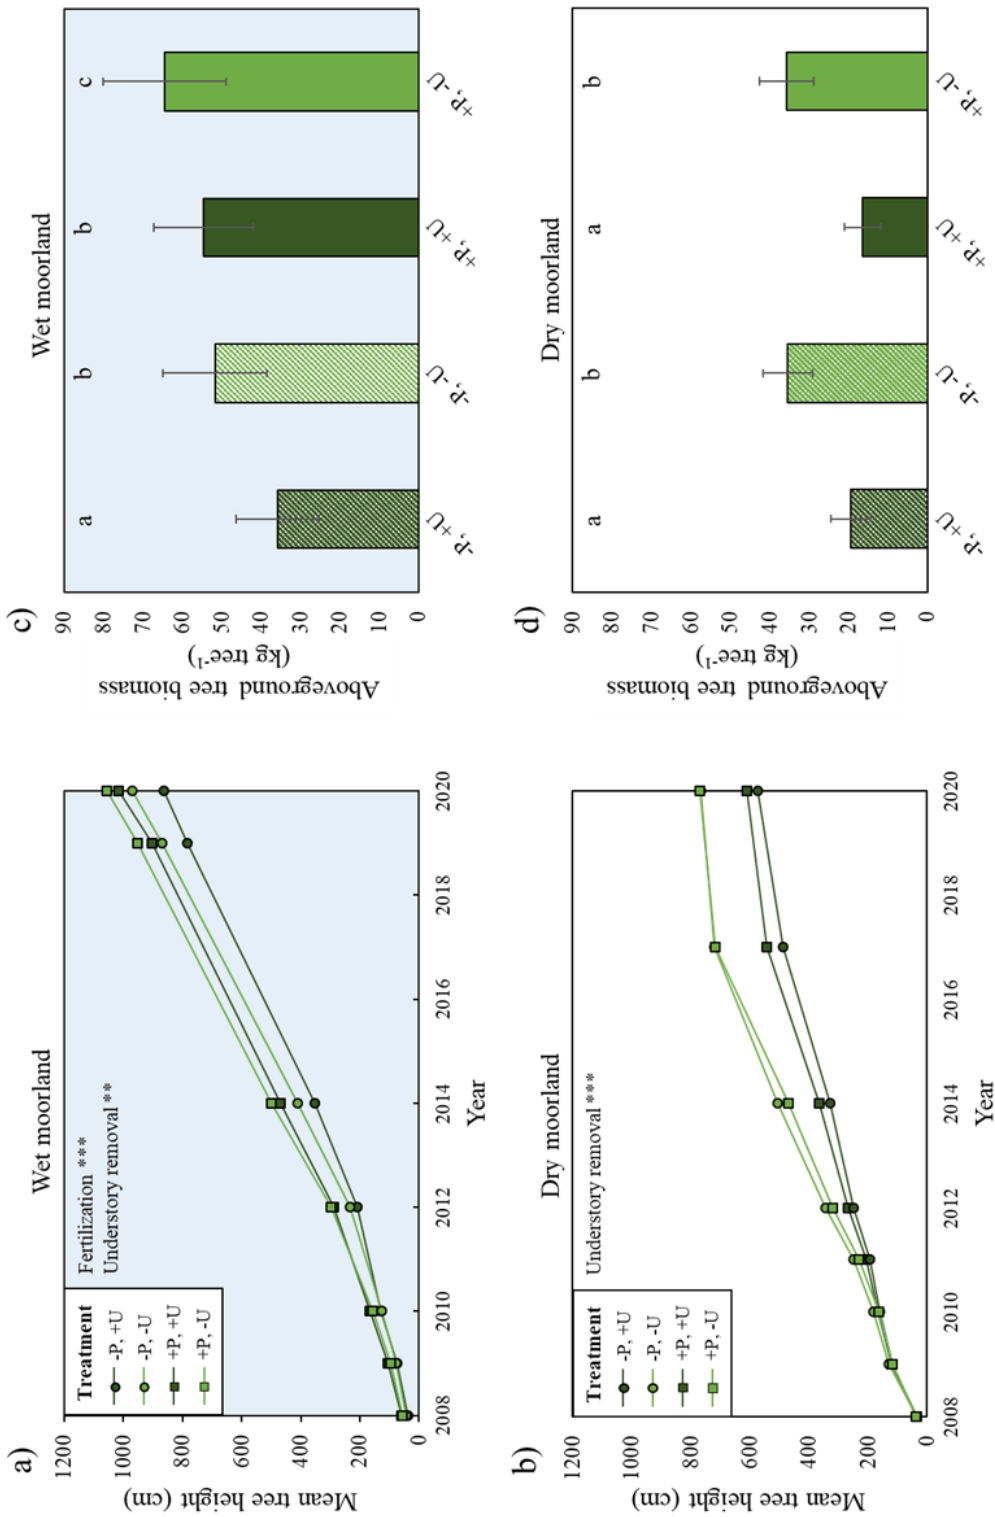 a)
Wet moorland
Mean tree height (cm)
1200
1000
800
600
400
200
0
Treatment
-P, +U
-P, -U
+P, +U
+P, -U
Fertilization ***
Understory removal **
2008
2010
2012
2014
2016
2018
2020
Year
c)
Wet moorland
Aboveground tree biomass
(kg tree⁻¹)
90
80
70
60
50
40
30
20
10
0
a
b
b
c
-P, +U
-P, -U
+P, +U
+P, -U
b)
Dry moorland
Mean tree height (cm)
1200
1000
800
600
400
200
0
Treatment
-P, +U
-P, -U
+P, +U
+P, -U
Understory removal ***
2008
2010
2012
2014
2016
2018
2020
Year
d)
Dry moorland
Aboveground tree biomass
(kg tree⁻¹)
90
80
70
60
50
40
30
20
10
0
a
b
a
b
-P, +U
-P, -U
+P, +U
+P, -U